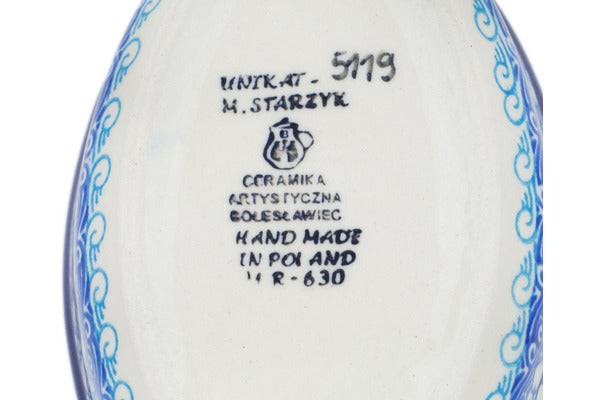 UNIKAT - 5119
M. STARZYK
CERAMIKA
ARTYSTYCZNA
BOLESŁAWIEC
HAND MADE
IN POLAND
R-630